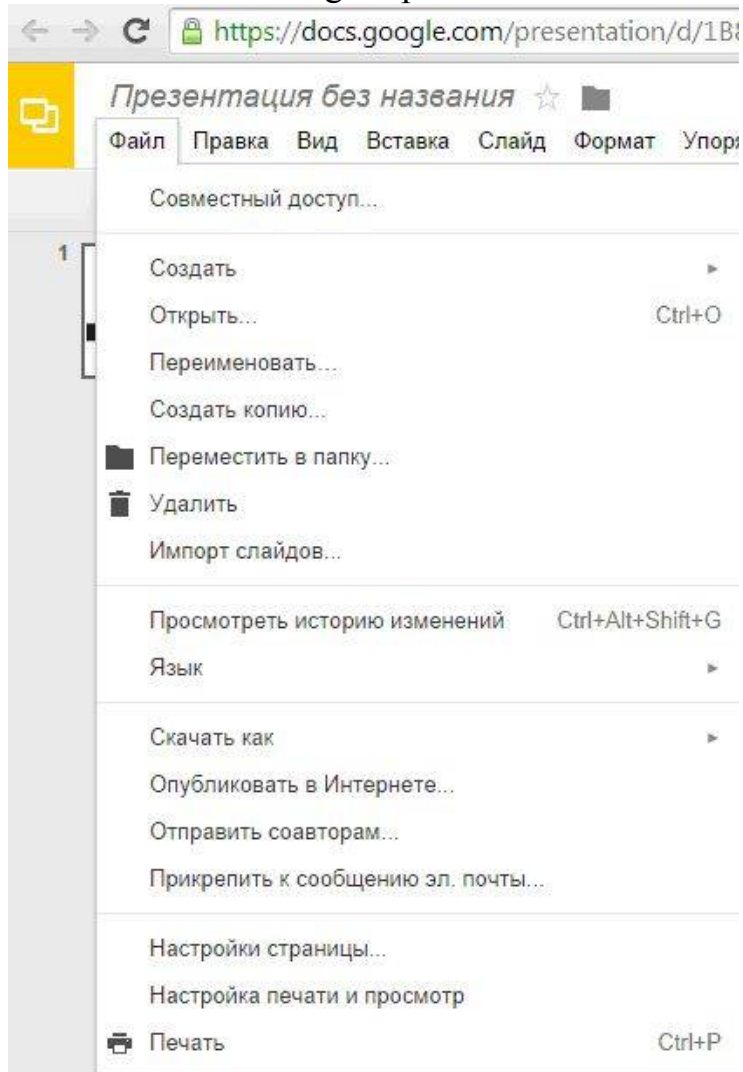 https://docs.google.com/presentation/d/1B
Презентация без названия
Файл Правка Вид Вставка Слайд Формат
Совместный доступ...
1
Создать
Открыть... Ctrl+O
Переименовать...
Создать копию...
Переместить в папку...
Удалить
Импорт слайдов...
Просмотреть историю изменений Ctrl+Alt+Shift+G
Язык
Скачать как
Опубликовать в Интернете...
Отправить соавторам...
Прикрепить к сообщению эл. почты...
Настройки страницы...
Настройка печати и просмотр
Печать Ctrl+P